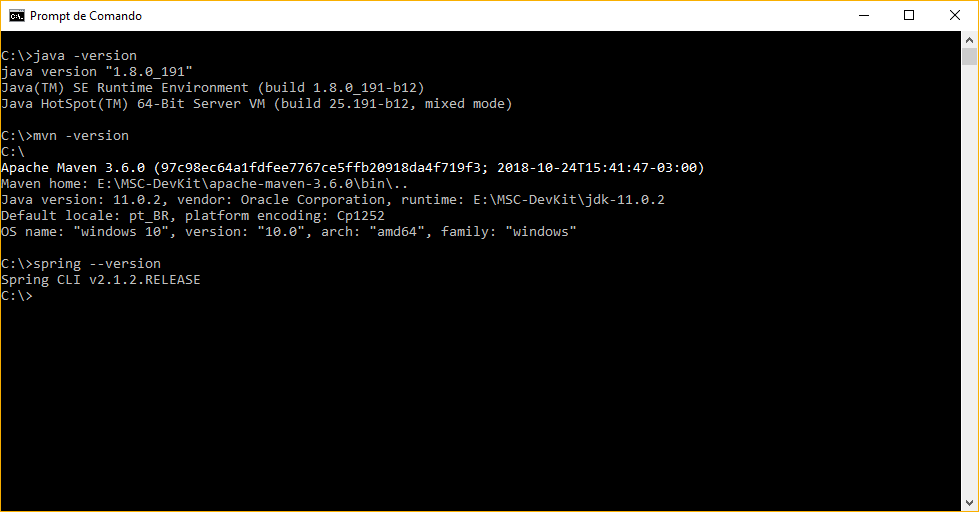 Prompt de Comando
C:\>java -version
java version "1.8.0_191"
Java(TM) SE Runtime Environment (build 1.8.0_191-b12)
Java HotSpot(TM) 64-Bit Server VM (build 25.191-b12, mixed mode)
C:\>mvn -version
C:\
Apache Maven 3.6.0 (97c98ec64a1fdfee7767ce5ffb20918da4f719f3; 2018-10-24T15:41:47-03:00)
Maven home: E:\MSC-DevKit\apache-maven-3.6.0\bin\..
Java version: 11.0.2, vendor: Oracle Corporation, runtime: E:\MSC-DevKit\jdk-11.0.2
Default locale: pt_BR, platform encoding: Cp1252
OS name: "windows 10", version: "10.0", arch: "amd64", family: "windows"
C:\>spring --version
Spring CLI v2.1.2.RELEASE
C:\>